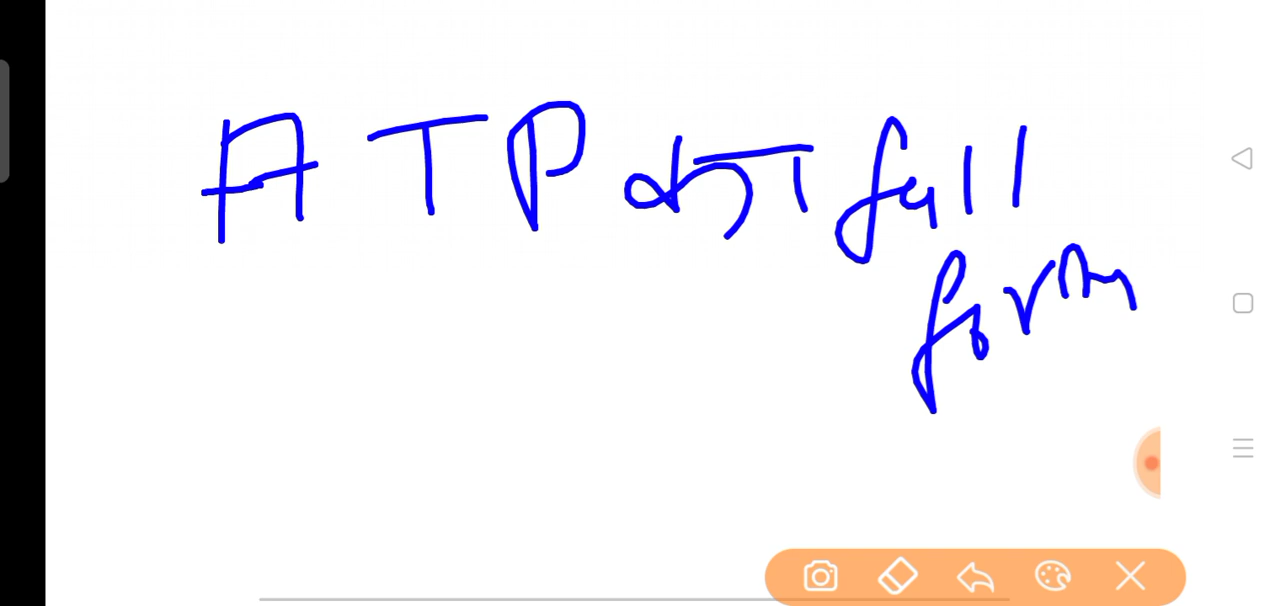 ATP का full
form